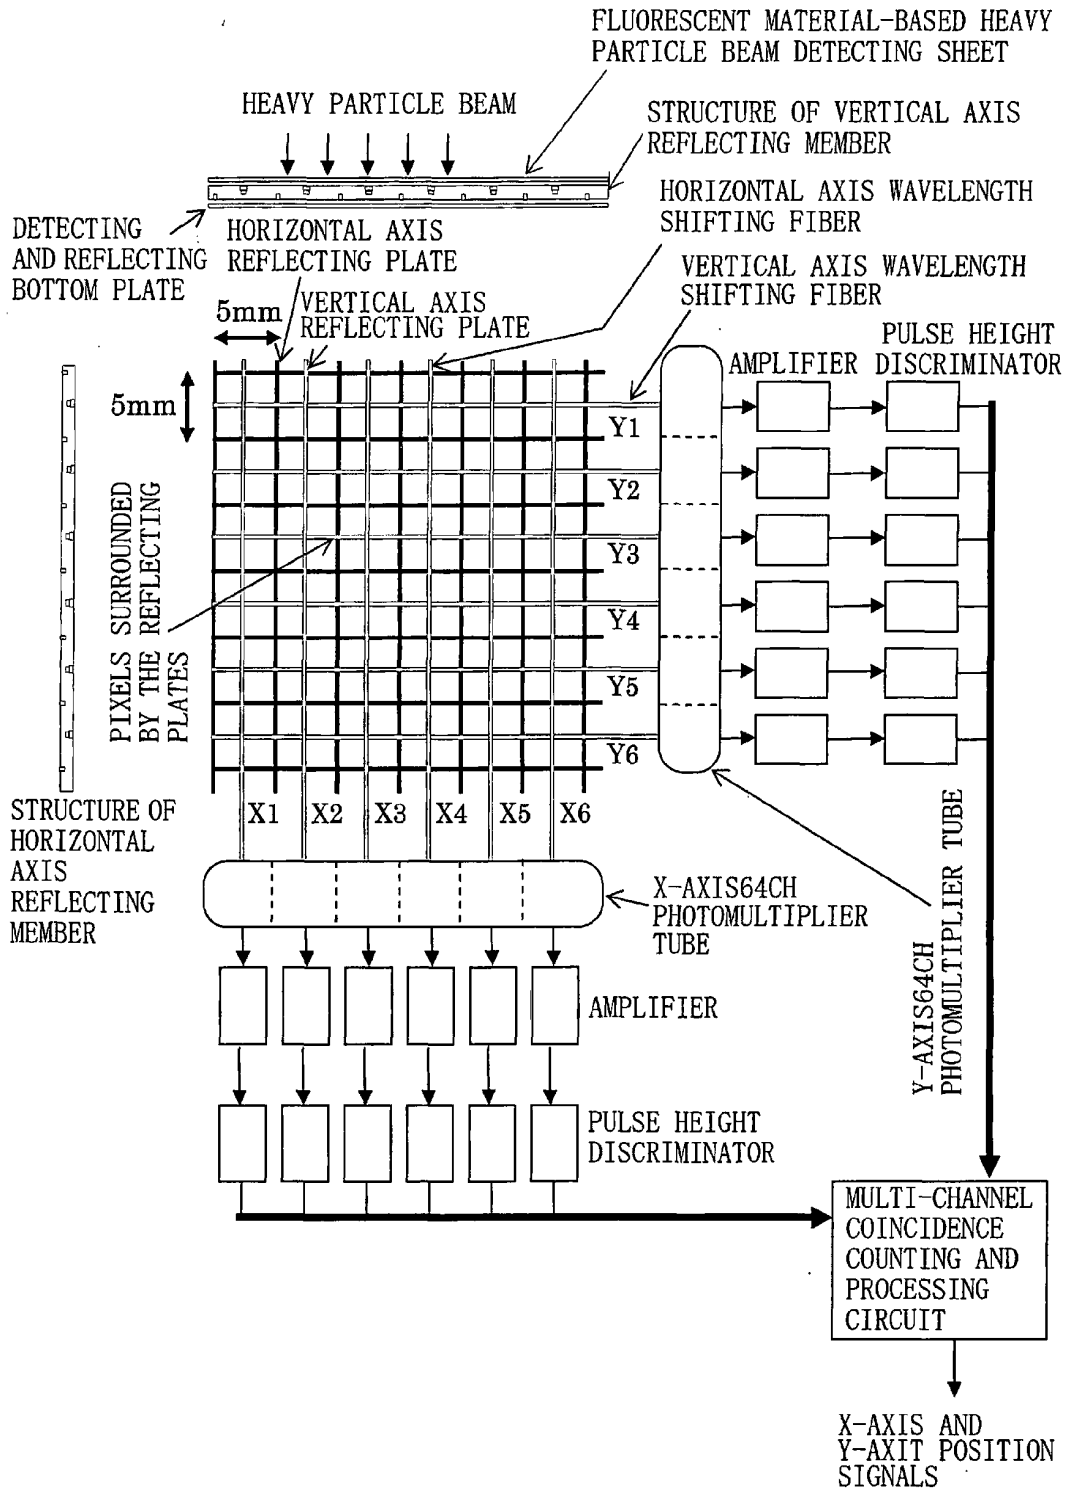 FLUORESCENT MATERIAL-BASED HEAVY
PARTICLE BEAM DETECTING SHEET
HEAVY PARTICLE BEAM
STRUCTURE OF VERTICAL AXIS
REFLECTING MEMBER
HORIZONTAL AXIS WAVELENGTH
SHIFTING FIBER
DETECTING
AND REFLECTING
BOTTOM PLATE
HORIZONTAL AXIS
REFLECTING PLATE
VERTICAL AXIS WAVELENGTH
SHIFTING FIBER
5mm
VERTICAL AXIS
REFLECTING PLATE
PULSE HEIGHT
DISCRIMINATOR
AMPLIFIER
5mm
Y1
Y2
Y3
Y4
Y5
Y6
PIXELS SURROUNDED
BY THE REFLECTING
PLATES
X1
X2
X3
X4
X5
X6
STRUCTURE OF
HORIZONTAL
AXIS
REFLECTING
MEMBER
X-AXIS64CH
PHOTOMULTIPLIER
TUBE
Y-AXIS64CH
PHOTOMULTIPLIER TUBE
AMPLIFIER
PULSE HEIGHT
DISCRIMINATOR
MULTI-CHANNEL
COINCIDENCE
COUNTING AND
PROCESSING
CIRCUIT
X-AXIS AND
Y-AXIT POSITION
SIGNALS